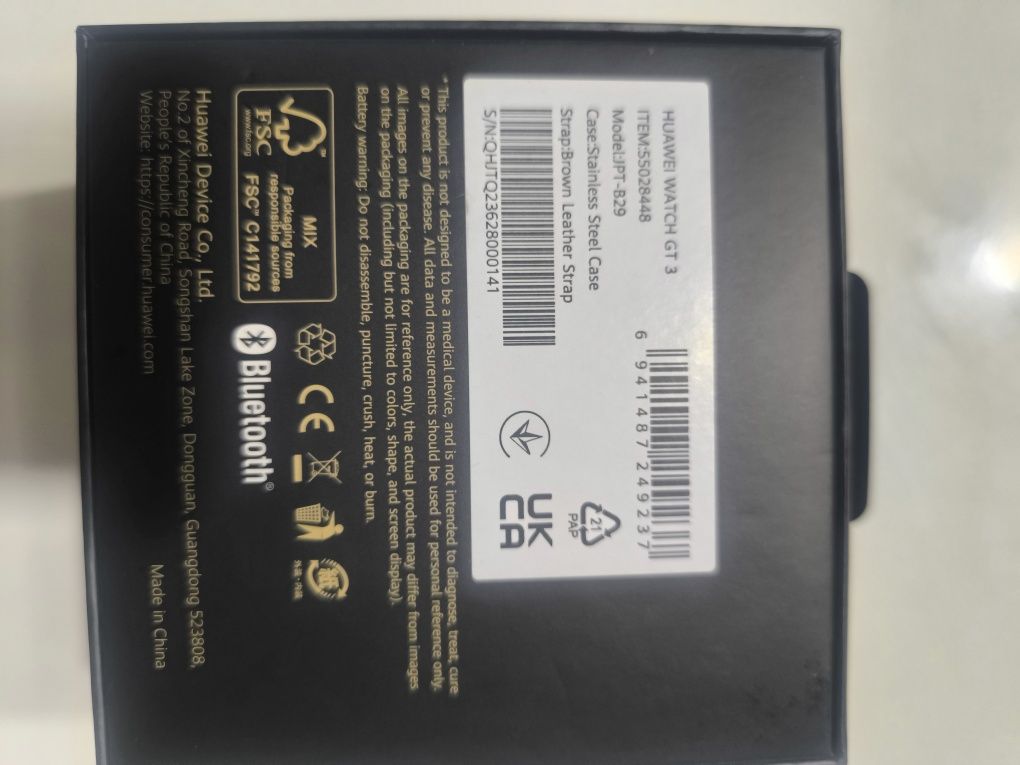 HUAWEI WATCH GT 3
ITEM:55028448
Model:JPT-B29
Case:Stainless Steel Case
Strap:Brown Leather Strap
S/N:QHJTQ23628000141
6 941487 249237
21
PAP
UK
CA
* This product is not designed to be a medical device, and is not intended to diagnose, treat, cure
or prevent any disease. All data and measurements should be used for personal reference only.
All images on the packaging are for reference only, the actual product may differ from images
on the packaging (including but not limited to colors, shape, and screen display).
Battery warning: Do not disassemble, puncture, crush, heat, or burn.
FSC
www.fsc.org
MIX
Packaging from
responsible sources
FSC™ C141792
CE
紙
外箱・内箱
Bluetooth®
Huawei Device Co., Ltd.
No.2 of Xincheng Road, Songshan Lake Zone, Dongguan, Guangdong 523808,
People's Republic of China
Website: https://consumer.huawei.com
Made in China